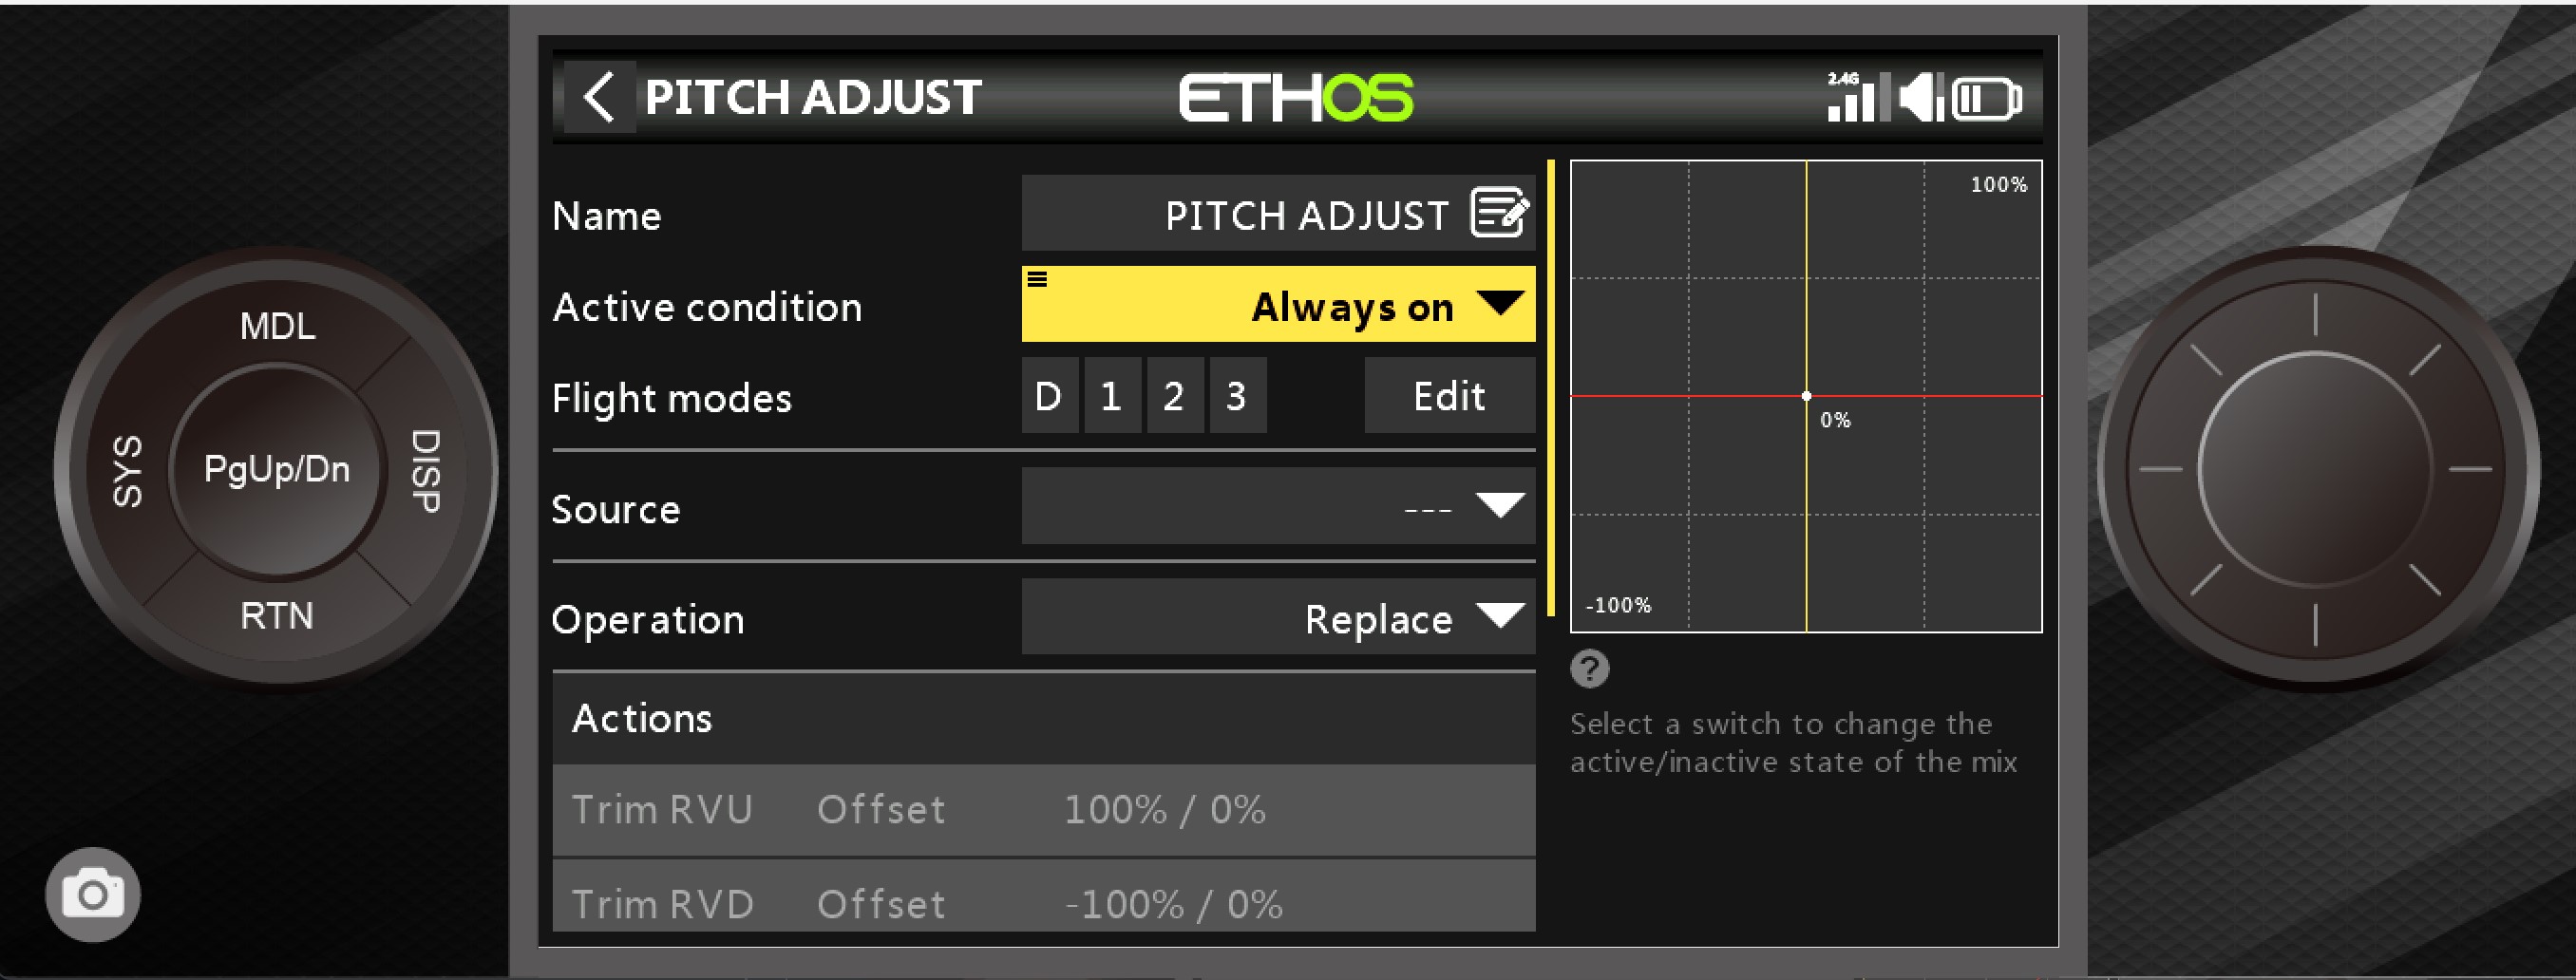 PITCH ADJUST
ETHOS
2.4G
Name
PITCH ADJUST
Active condition
Always on
Flight modes
D 1 2 3
Edit
Source
---
Operation
Replace
Actions
Trim RVU Offset 100% / 0%
Trim RVD Offset -100% / 0%
100%
0%
-100%
?
Select a switch to change the
active/inactive state of the mix
MDL
SYS
PgUp/Dn
DISP
RTN